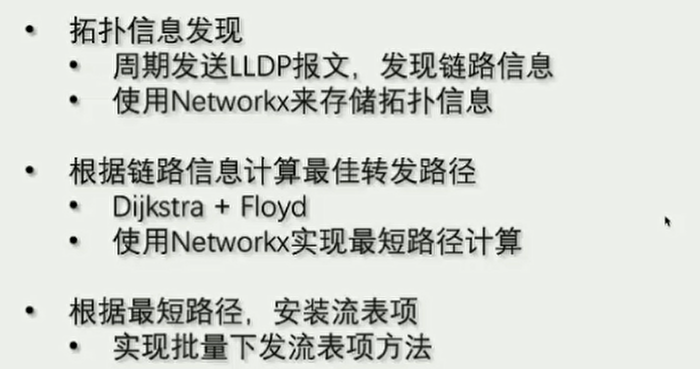 • 拓扑信息发现
• 周期发送LLDP报文，发现链路信息
• 使用Networkx来存储拓扑信息
• 根据链路信息计算最佳转发路径
• Dijkstra + Floyd
• 使用Networkx实现最短路径计算
• 根据最短路径，安装流表项
• 实现批量下发流表项方法